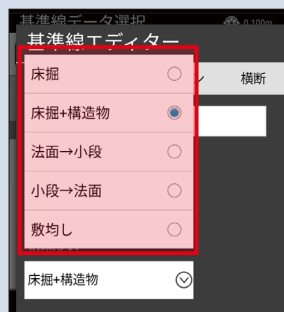 基準線データ選択 0.100m
基準線エディター
床掘
横断
床掘+構造物
法面→小段
小段→法面
敷均し
床掘+構造物